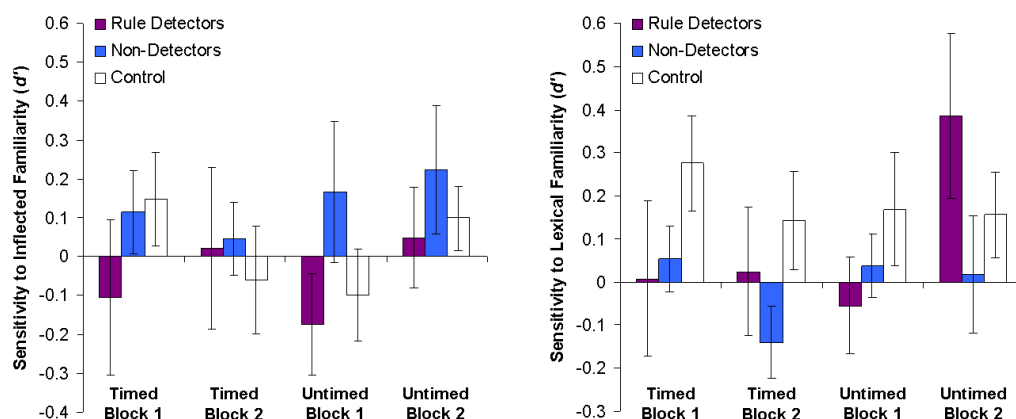 0.6
Rule Detectors
0.5
Non-Detectors
0.4
Control
0.3
0.2
0.1
0
-0.1
-0.2
-0.3
-0.4
Sensitivity to Inflected Familiarity (d')
Timed Block 1
Timed Block 2
Untimed Block 1
Untimed Block 2
0.6
Rule Detectors
0.5
Non-Detectors
Control
0.4
0.3
0.2
0.1
0
-0.1
-0.2
-0.3
Sensitivity to Lexical Familiarity (d')
Timed Block 1
Timed Block 2
Untimed Block 1
Untimed Block 2